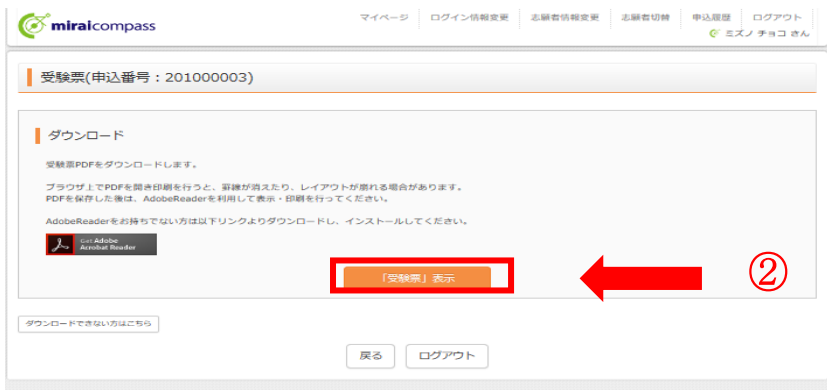 miraicompass
マイページ ログイン情報変更 志願者情報変更 志願者切替 申込履歴 ログアウト
ミズノ チョコ さん
受験票(申込番号：201000003)
ダウンロード
受験票PDFをダウンロードします。
ブラウザ上でPDFを開き印刷を行うと、罫線が消えたり、レイアウトが崩れる場合があります。
PDFを保存した後は、AdobeReaderを利用して表示・印刷を行ってください。
AdobeReaderをお持ちでない方は以下リンクよりダウンロードし、インストールしてください。
Get Adobe
Acrobat Reader
「受験票」表示
②
ダウンロードできない方はこちら
戻る ログアウト